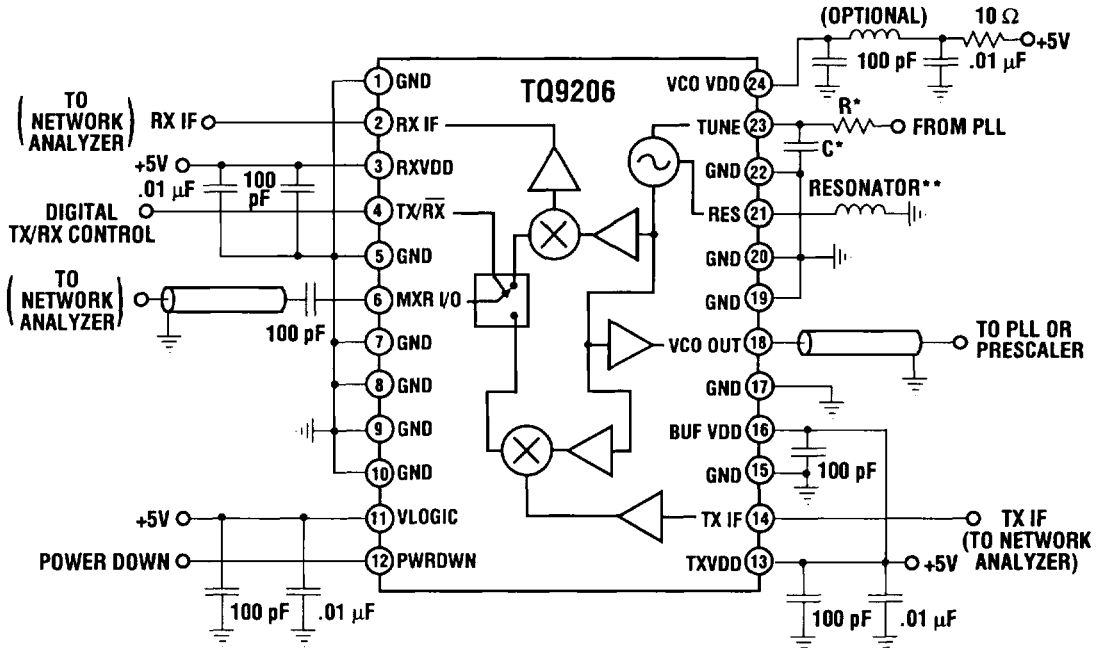 (OPTIONAL)
10 Ω
+5V
100 pF
.01 µF
TQ9206
1 GND
VCO VDD 24
(TO NETWORK ANALYZER)
RX IF
2 RX IF
TUNE 23
R*
FROM PLL
C*
+5V
3 RXVDD
GND 22
.01 µF
100 pF
RESONATOR**
DIGITAL TX/RX CONTROL
4 TX/R̅X̅
RES 21
5 GND
GND 20
(TO NETWORK ANALYZER)
100 pF
6 MXR I/O
GND 19
7 GND
VCO OUT 18
TO PLL OR
PRESCALER
8 GND
GND 17
9 GND
BUF VDD 16
100 pF
10 GND
GND 15
+5V
11 VLOGIC
TX IF 14
TX IF
(TO NETWORK
ANALYZER)
POWER DOWN
12 PWRDWN
TXVDD 13
+5V
100 pF
.01 µF
100 pF
.01 µF